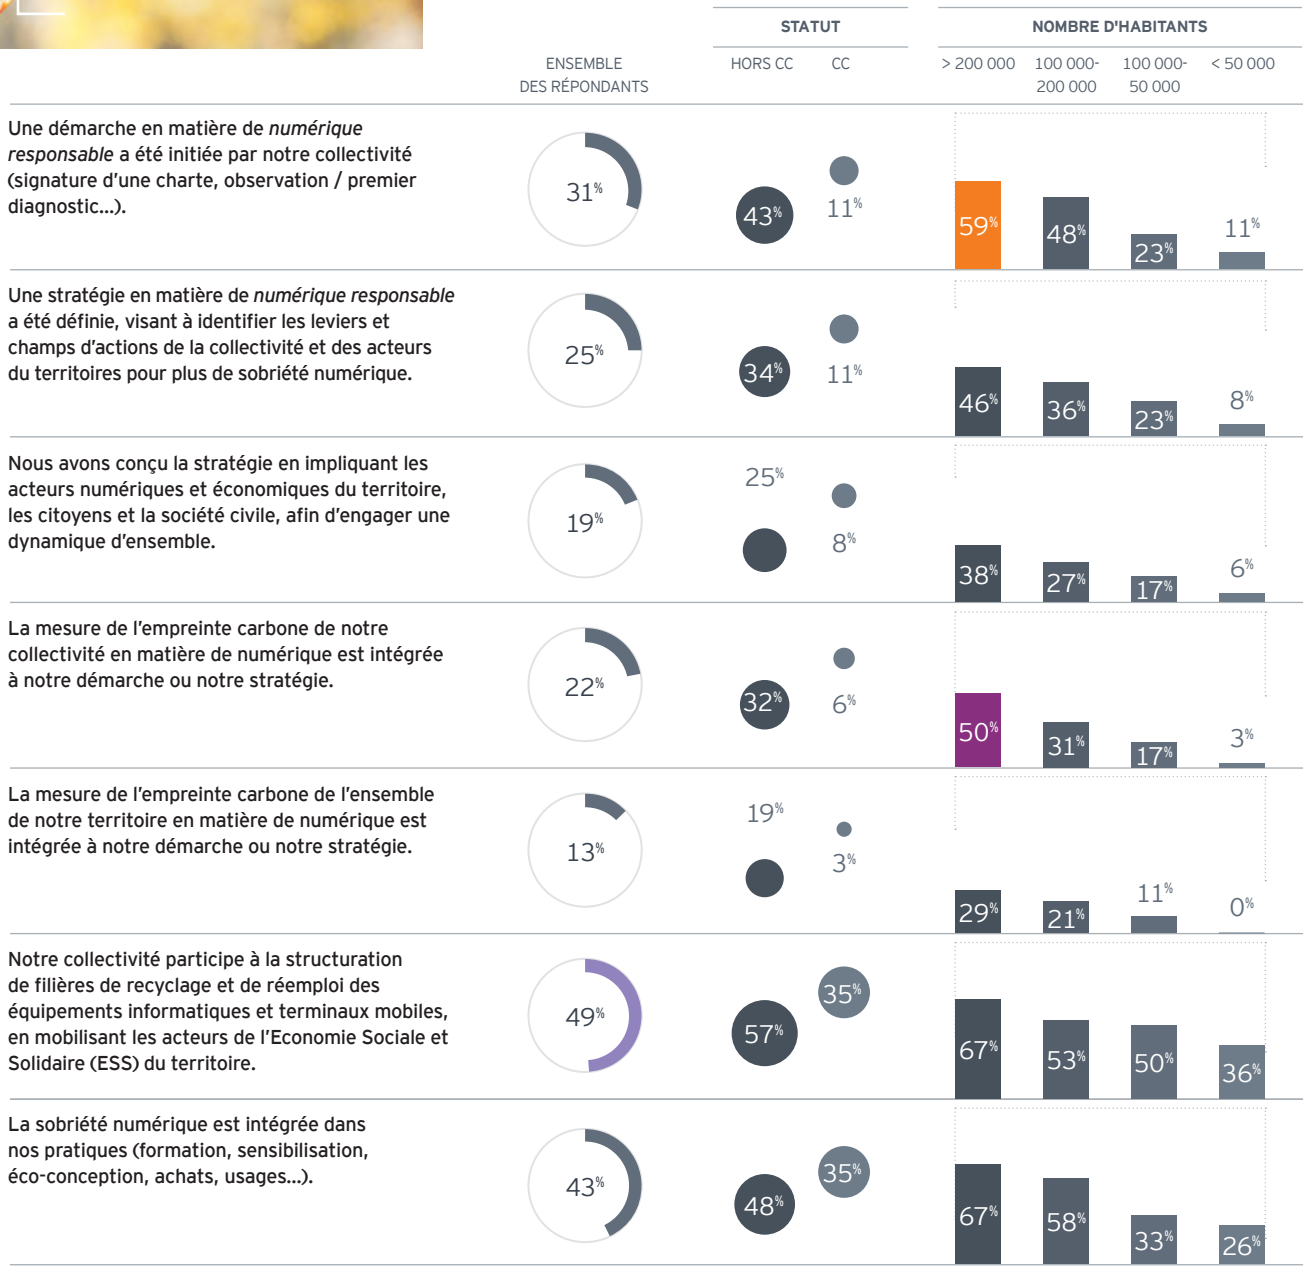 STATUT
NOMBRE D'HABITANTS
ENSEMBLE
DES RÉPONDANTS
HORS CC
CC
> 200 000
100 000-
200 000
100 000-
50 000
< 50 000
Une démarche en matière de numérique
responsable a été initiée par notre collectivité
(signature d'une charte, observation / premier
diagnostic...).
31%
43%
11%
59%
48%
23%
11%
Une stratégie en matière de numérique responsable
a été définie, visant à identifier les leviers et
champs d'actions de la collectivité et des acteurs
du territoires pour plus de sobriété numérique.
25%
34%
11%
46%
36%
23%
8%
Nous avons conçu la stratégie en impliquant les
acteurs numériques et économiques du territoire,
les citoyens et la société civile, afin d'engager une
dynamique d'ensemble.
19%
25%
8%
38%
27%
17%
6%
La mesure de l'empreinte carbone de notre
collectivité en matière de numérique est intégrée
à notre démarche ou notre stratégie.
22%
32%
6%
50%
31%
17%
3%
La mesure de l'empreinte carbone de l'ensemble
de notre territoire en matière de numérique est
intégrée à notre démarche ou notre stratégie.
13%
19%
3%
29%
21%
11%
0%
Notre collectivité participe à la structuration
de filières de recyclage et de réemploi des
équipements informatiques et terminaux mobiles,
en mobilisant les acteurs de l'Economie Sociale et
Solidaire (ESS) du territoire.
49%
57%
35%
67%
53%
50%
36%
La sobriété numérique est intégrée dans
nos pratiques (formation, sensibilisation,
éco-conception, achats, usages...).
43%
48%
35%
67%
58%
33%
26%